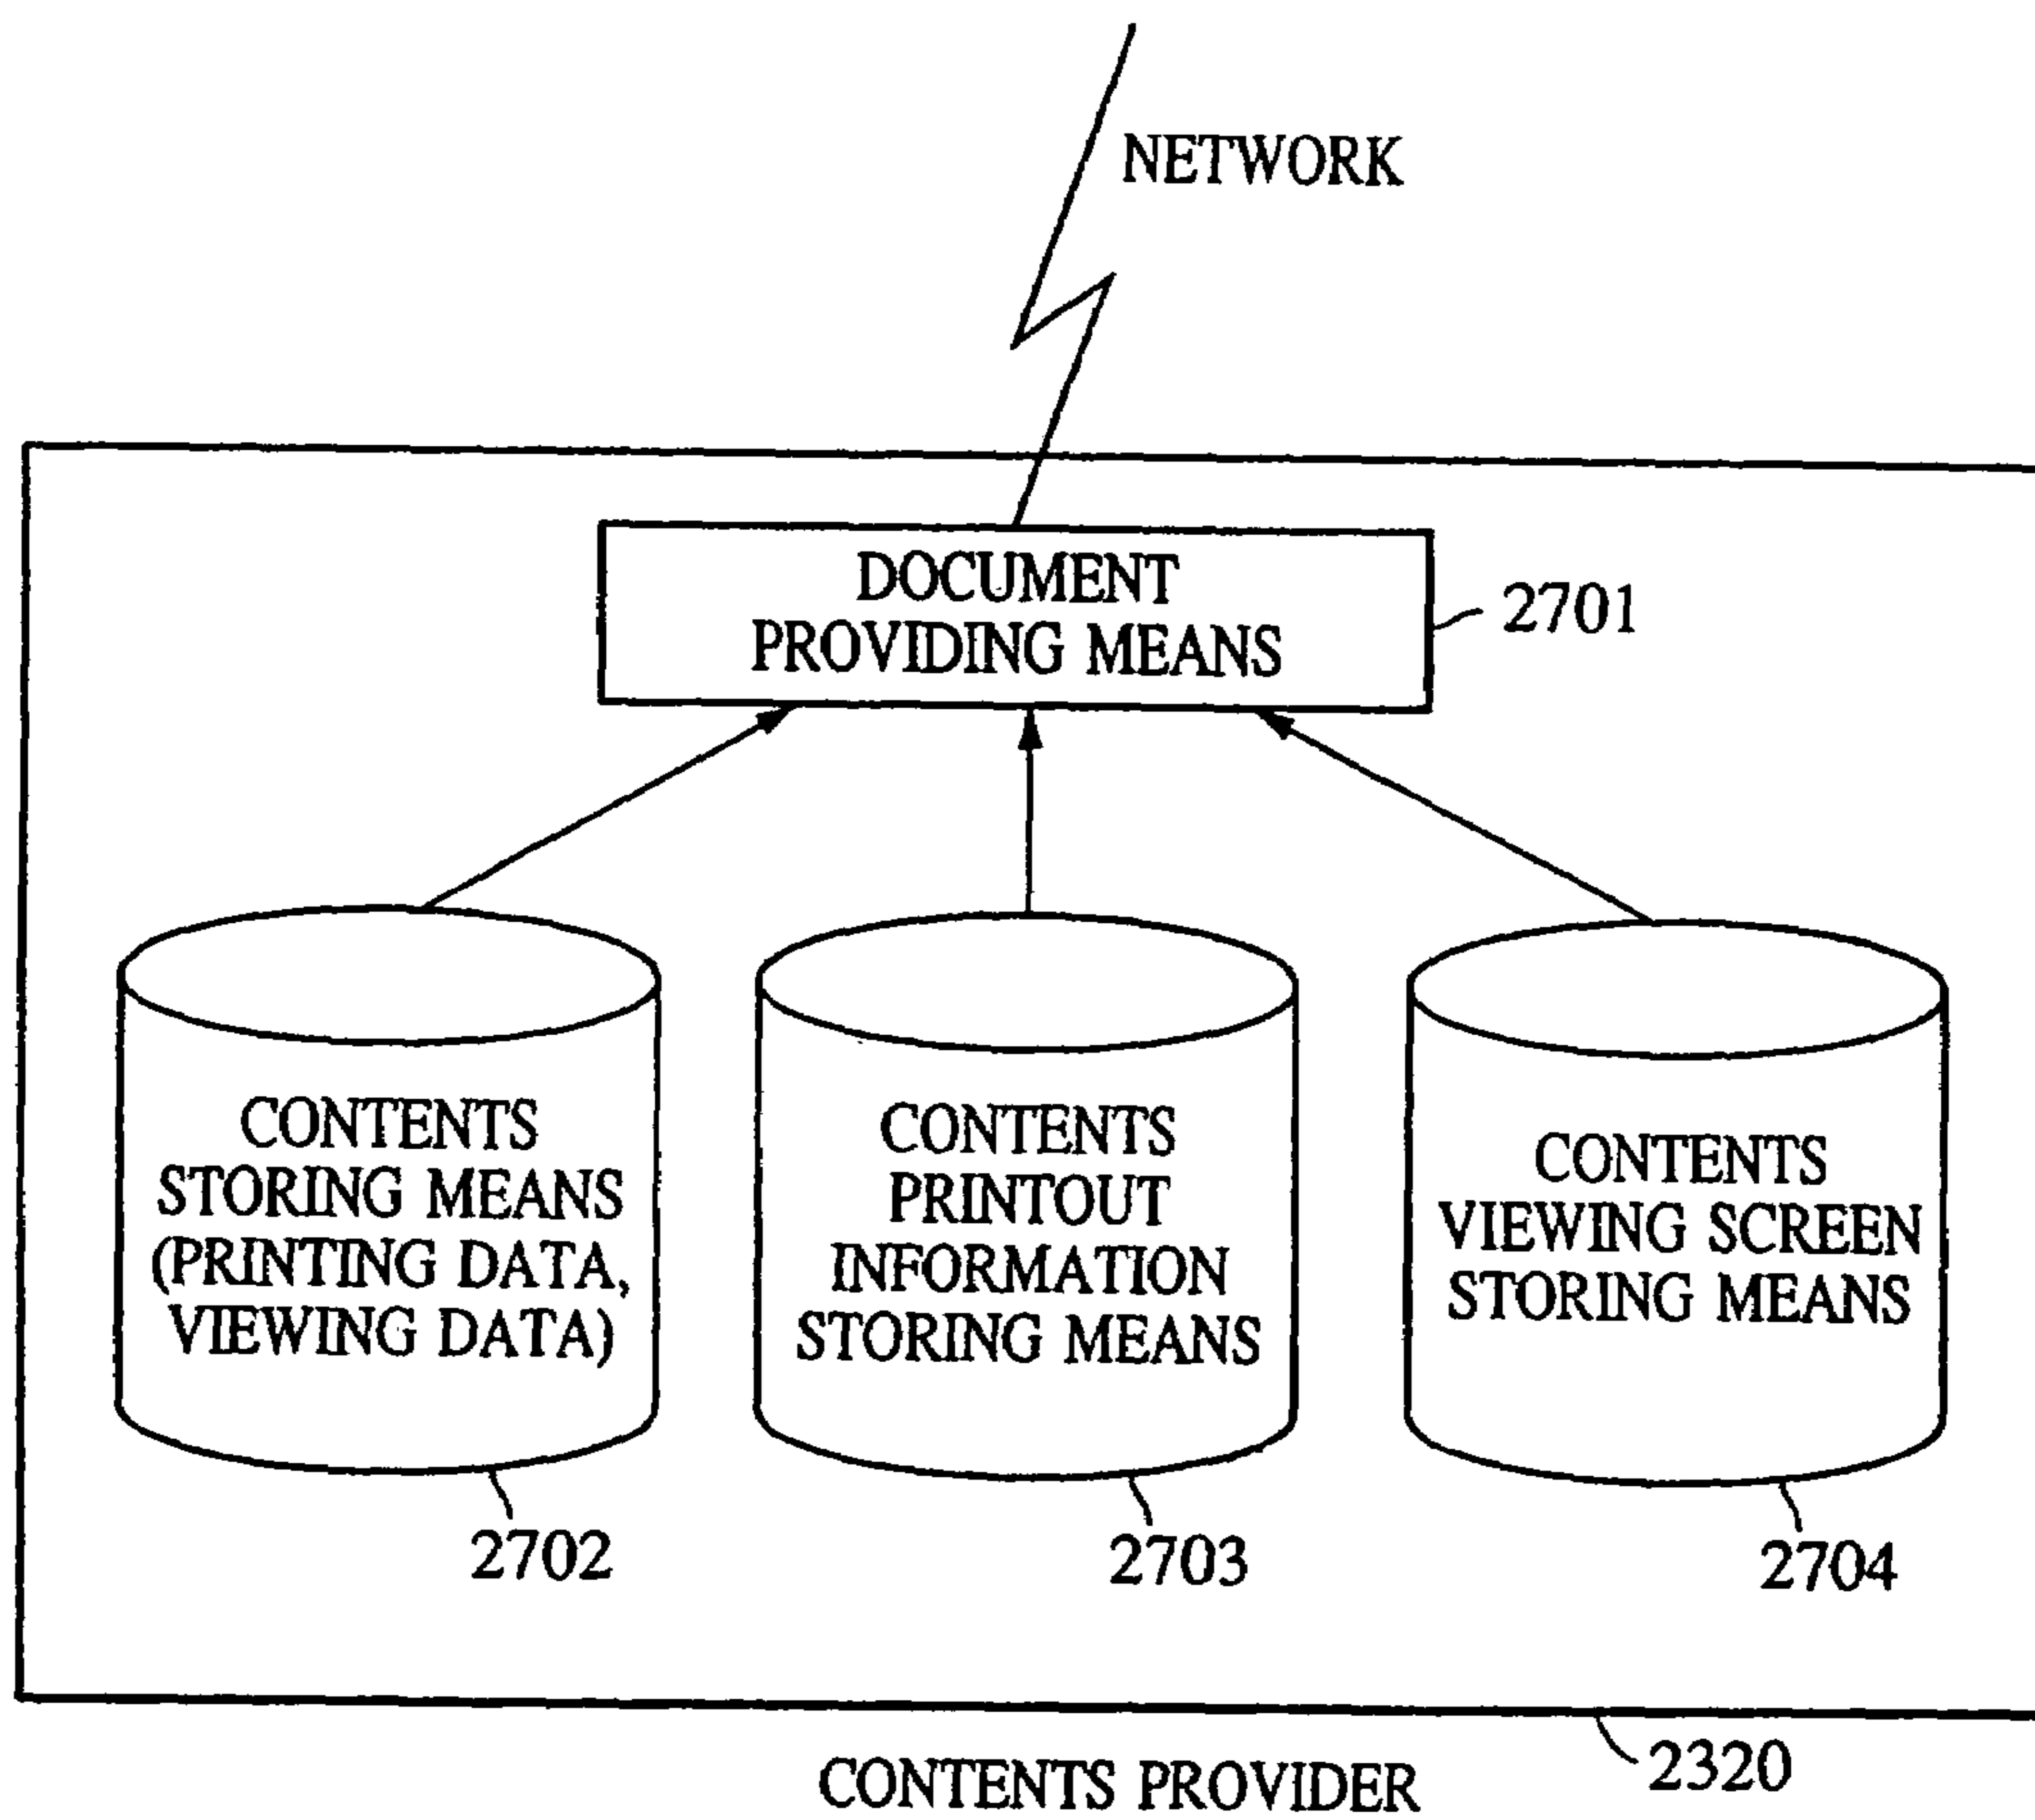 NETWORK
DOCUMENT
PROVIDING MEANS
2701
CONTENTS
STORING MEANS
(PRINTING DATA,
VIEWING DATA)
CONTENTS
PRINTOUT
INFORMATION
STORING MEANS
CONTENTS
VIEWING SCREEN
STORING MEANS
2702
2703
2704
2320
CONTENTS PROVIDER